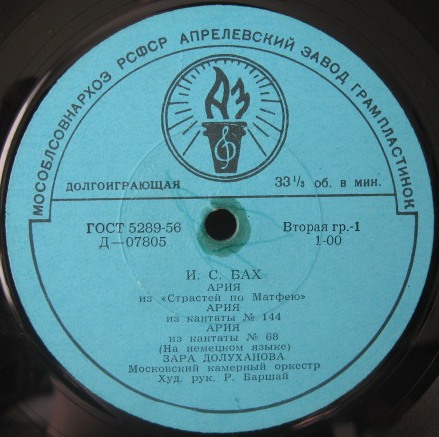 МОСОБЛСОВНАРХОЗ РСФСР АПРЕЛЕВСКИЙ ЗАВОД ГРАМПЛАСТИНОК
АЗ
ДОЛГОИГРАЮЩАЯ 33⅓ об. в мин.
ГОСТ 5289-56 Вторая гр.-1
Д—07805 1-00
И. С. БАХ
АРИЯ
из «Страстей по Матфею»
АРИЯ
из кантаты № 144
АРИЯ
из кантаты № 68
(На немецком языке)
ЗАРА ДОЛУХАНОВА
Московский камерный оркестр
Худ. рук. Р. Баршай